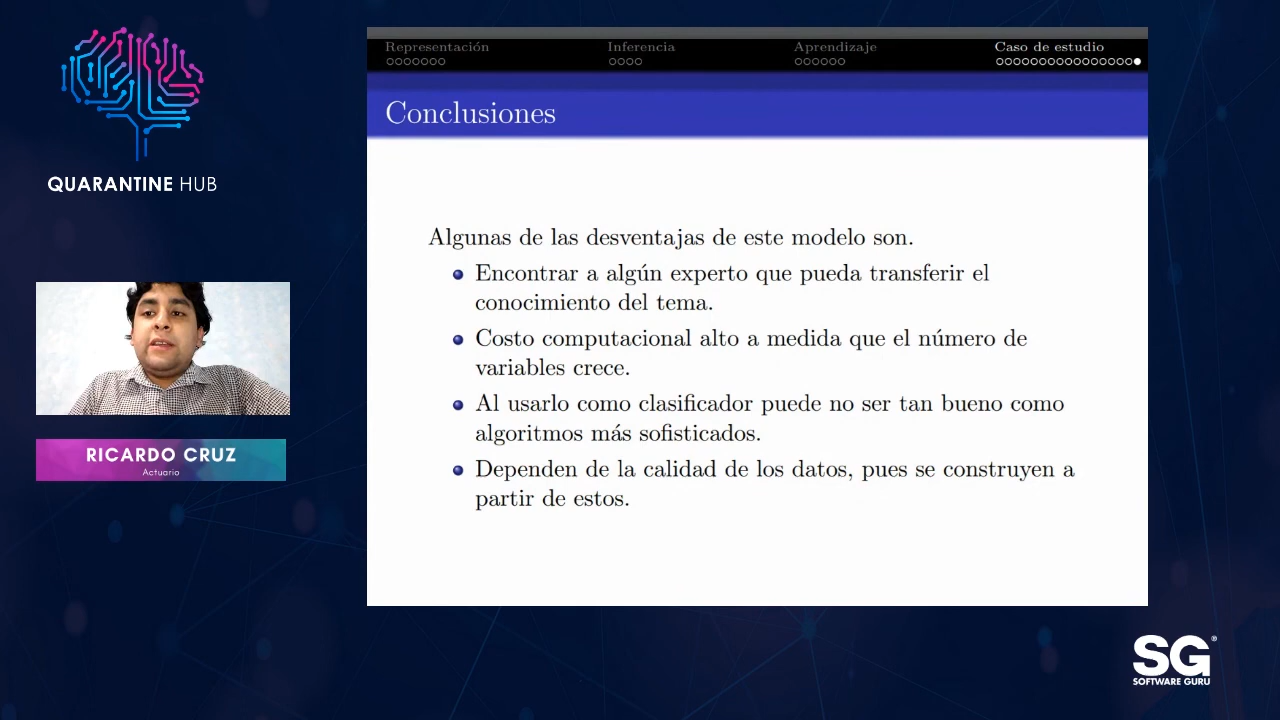 QUARANTINE HUB
RICARDO CRUZ
Actuario
Representación
Inferencia
Aprendizaje
Caso de estudio
Conclusiones
Algunas de las desventajas de este modelo son.
Encontrar a algún experto que pueda transferir el
conocimiento del tema.
Costo computacional alto a medida que el número de
variables crece.
Al usarlo como clasificador puede no ser tan bueno como
algoritmos más sofisticados.
Dependen de la calidad de los datos, pues se construyen a
partir de estos.
SG®
SOFTWARE GURU